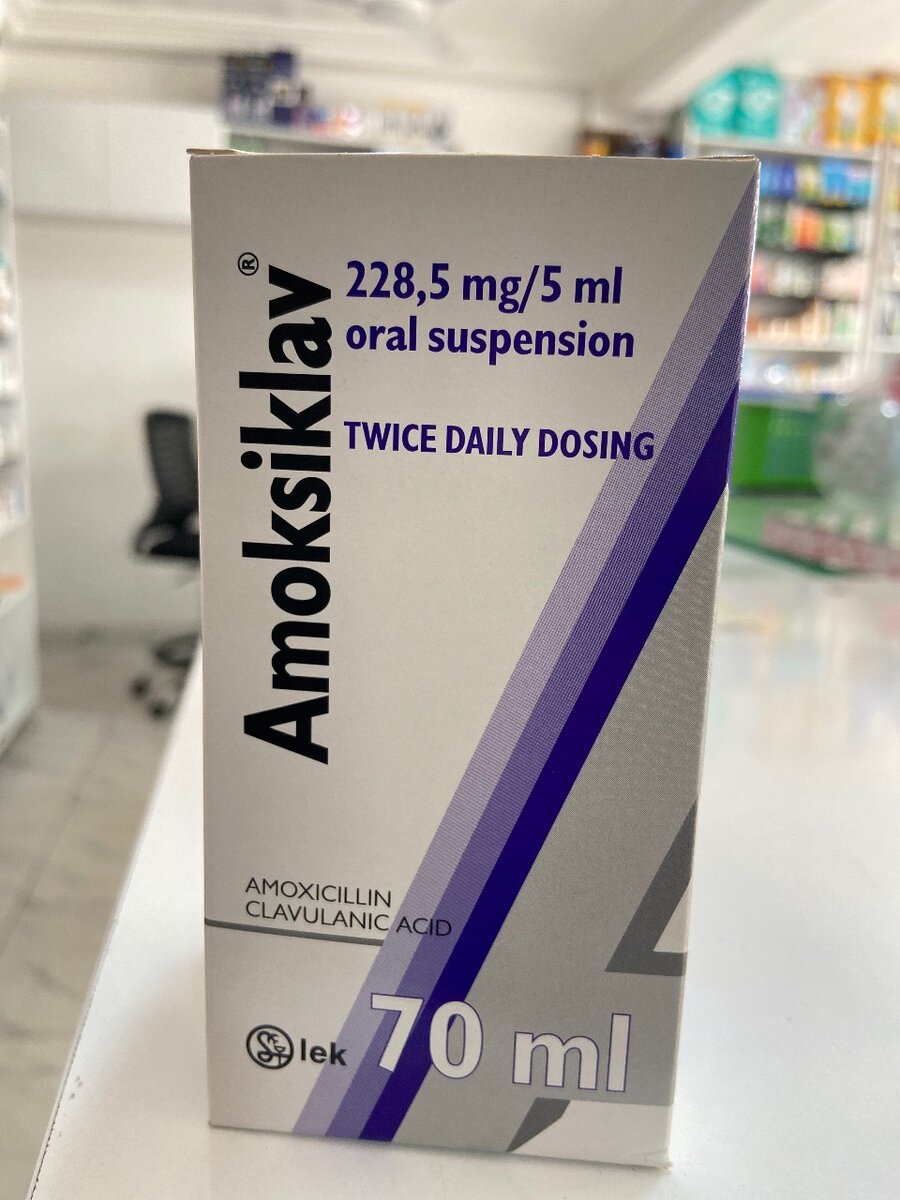 Amoksiklav®
228,5 mg/5 ml
oral suspension
TWICE DAILY DOSING
AMOXICILLIN
CLAVULANIC ACID
lek
70 ml